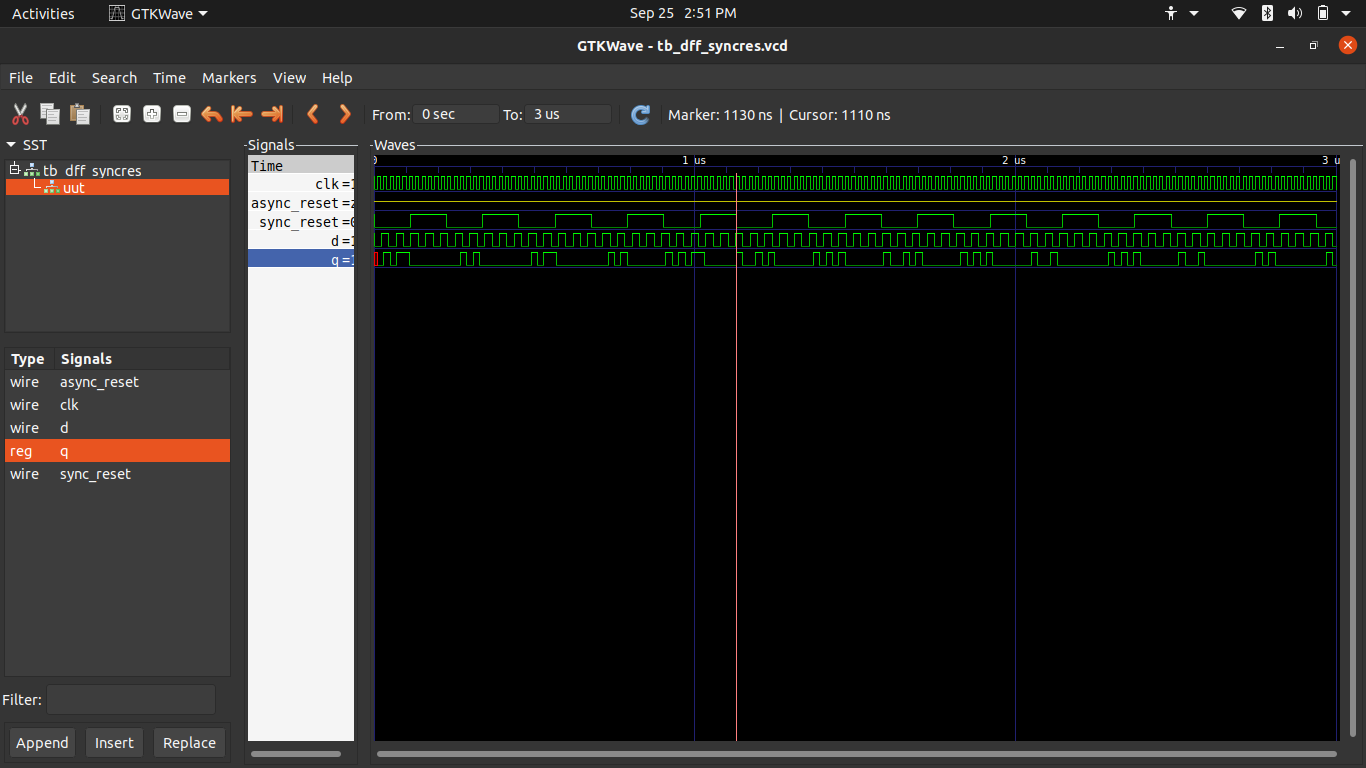 Activities GTKWave Sep 25 2:51 PM
GTKWave - tb_dff_syncres.vcd
File Edit Search Time Markers View Help
From: 0 sec To: 3 us Marker: 1130 ns | Cursor: 1110 ns
SST
tb_dff_syncres
uut
Type Signals
wire async_reset
wire clk
wire d
reg q
wire sync_reset
Filter:
Append Insert Replace
Signals
Time
clk =1
async_reset =z
sync_reset =0
d =1
q =1
Waves
0 1 us 2 us 3 u